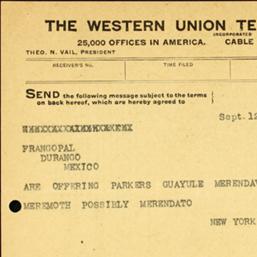 THE WESTERN UNION TE
INCORPORATED
25,000 OFFICES IN AMERICA. CABLE
THEO. N. VAIL, PRESIDENT
RECEIVER'S No. TIME FILED
SEND the following message subject to the terms
on back hereof, which are hereby agreed to
Sept. 12
FRANGOPAL
DURANGO
MEXICO
ARE OFFERING PARKERS GUAYULE MERENDA
MEREMOTH POSSIBLY MERENDATO
NEW YORK